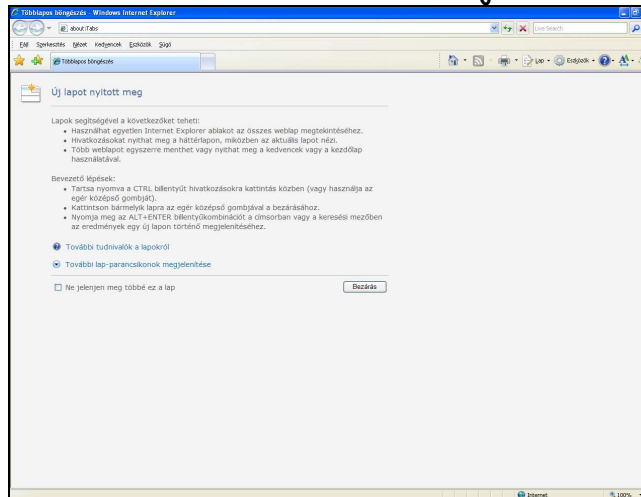 Többlapos böngészés - Windows Internet Explorer
about:Tabs
Live Search
Fájl Szerkesztés Nézet Kedvencek Eszközök Súgó
Többlapos böngészés
Lap Eszközök
Új lapot nyitott meg
Lapok segítségével a következőket teheti:
Használhat egyetlen Internet Explorer ablakot az összes weblap megtekintéséhez.
Hivatkozásokat nyithat meg a háttérlapon, miközben az aktuális lapot nézi.
Több weblapot egyszerre menthet vagy nyithat meg a kedvencek vagy a kezdőlap
használatával.
Bevezető lépések:
Tartsa nyomva a CTRL billentyűt hivatkozásokra kattintás közben (vagy használja az
egér középső gombját).
Kattintson bármelyik lapra az egér középső gombjával a bezárásához.
Nyomja meg az ALT+ENTER billentyűkombinációt a címsorban vagy a keresési mezőben
az eredmények egy új lapon történő megjelenítéséhez.
További tudnivalók a lapokról
További lap-parancsikonok megjelenítése
Ne jelenjen meg többé ez a lap
Bezárás
Internet 100%